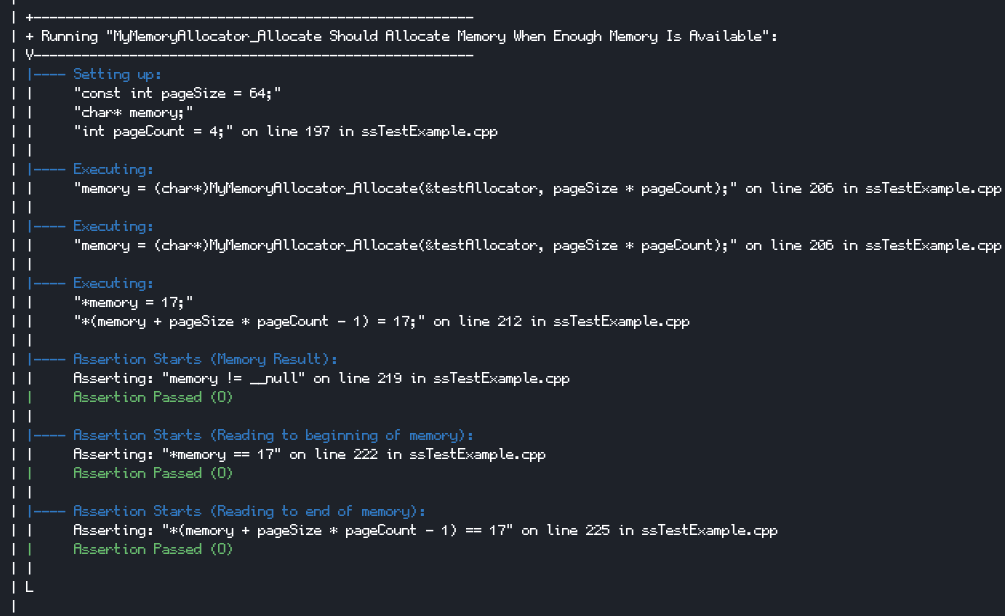 |
| +-------------------------------------------------------
| + Running "MyMemoryAllocator_Allocate Should Allocate Memory When Enough Memory Is Available":
| V-------------------------------------------------------
| |---- Setting up:
| |     "const int pageSize = 64;"
| |     "char* memory;"
| |     "int pageCount = 4;" on line 197 in ssTestExample.cpp
| |
| |---- Executing:
| |     "memory = (char*)MyMemoryAllocator_Allocate(&testAllocator, pageSize * pageCount);" on line 206 in ssTestExample.cpp
| |
| |---- Executing:
| |     "memory = (char*)MyMemoryAllocator_Allocate(&testAllocator, pageSize * pageCount);" on line 206 in ssTestExample.cpp
| |
| |---- Executing:
| |     "*memory = 17;"
| |     "*(memory + pageSize * pageCount - 1) = 17;" on line 212 in ssTestExample.cpp
| |
| |---- Assertion Starts (Memory Result):
| |     Asserting: "memory != __null" on line 219 in ssTestExample.cpp
| |     Assertion Passed (O)
| |
| |---- Assertion Starts (Reading to beginning of memory):
| |     Asserting: "*memory == 17" on line 222 in ssTestExample.cpp
| |     Assertion Passed (O)
| |
| |---- Assertion Starts (Reading to end of memory):
| |     Asserting: "*(memory + pageSize * pageCount - 1) == 17" on line 225 in ssTestExample.cpp
| |     Assertion Passed (O)
| |
| L
|